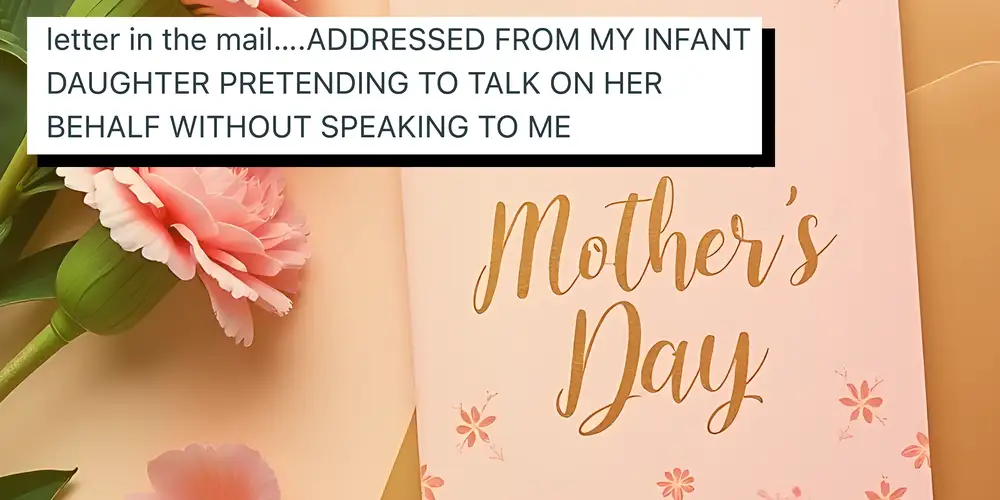 letter in the mail....ADDRESSED FROM MY INFANT
DAUGHTER PRETENDING TO TALK ON HER
BEHALF WITHOUT SPEAKING TO ME
Mother's
Day